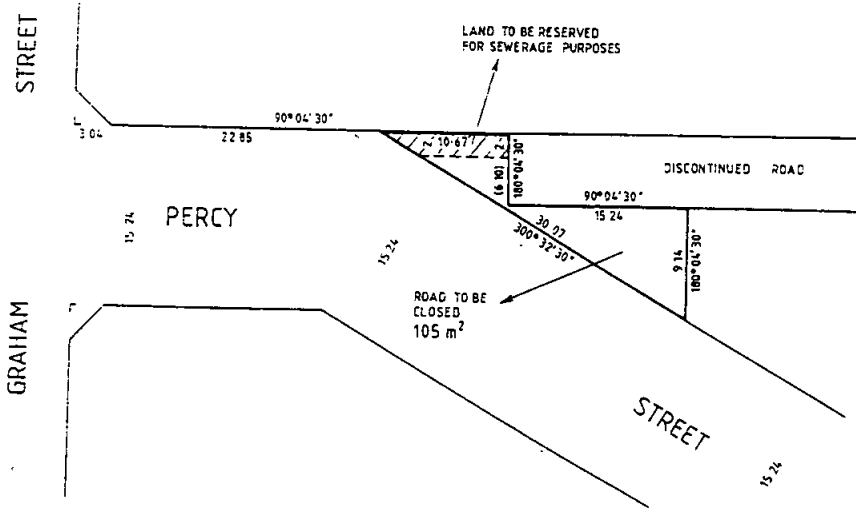 STREET
LAND TO BE RESERVED
FOR SEWERAGE PURPOSES
90° 04' 30"
3.04
22.85
2
10.67
2
(6.10)
180° 04' 30"
DISCONTINUED ROAD
90° 04' 30"
15.24
PERCY
15.24
15.24
30.07
300° 32' 30"
9.14
180° 04' 30"
ROAD TO BE
CLOSED
105 m²
GRAHAM
STREET
15.24